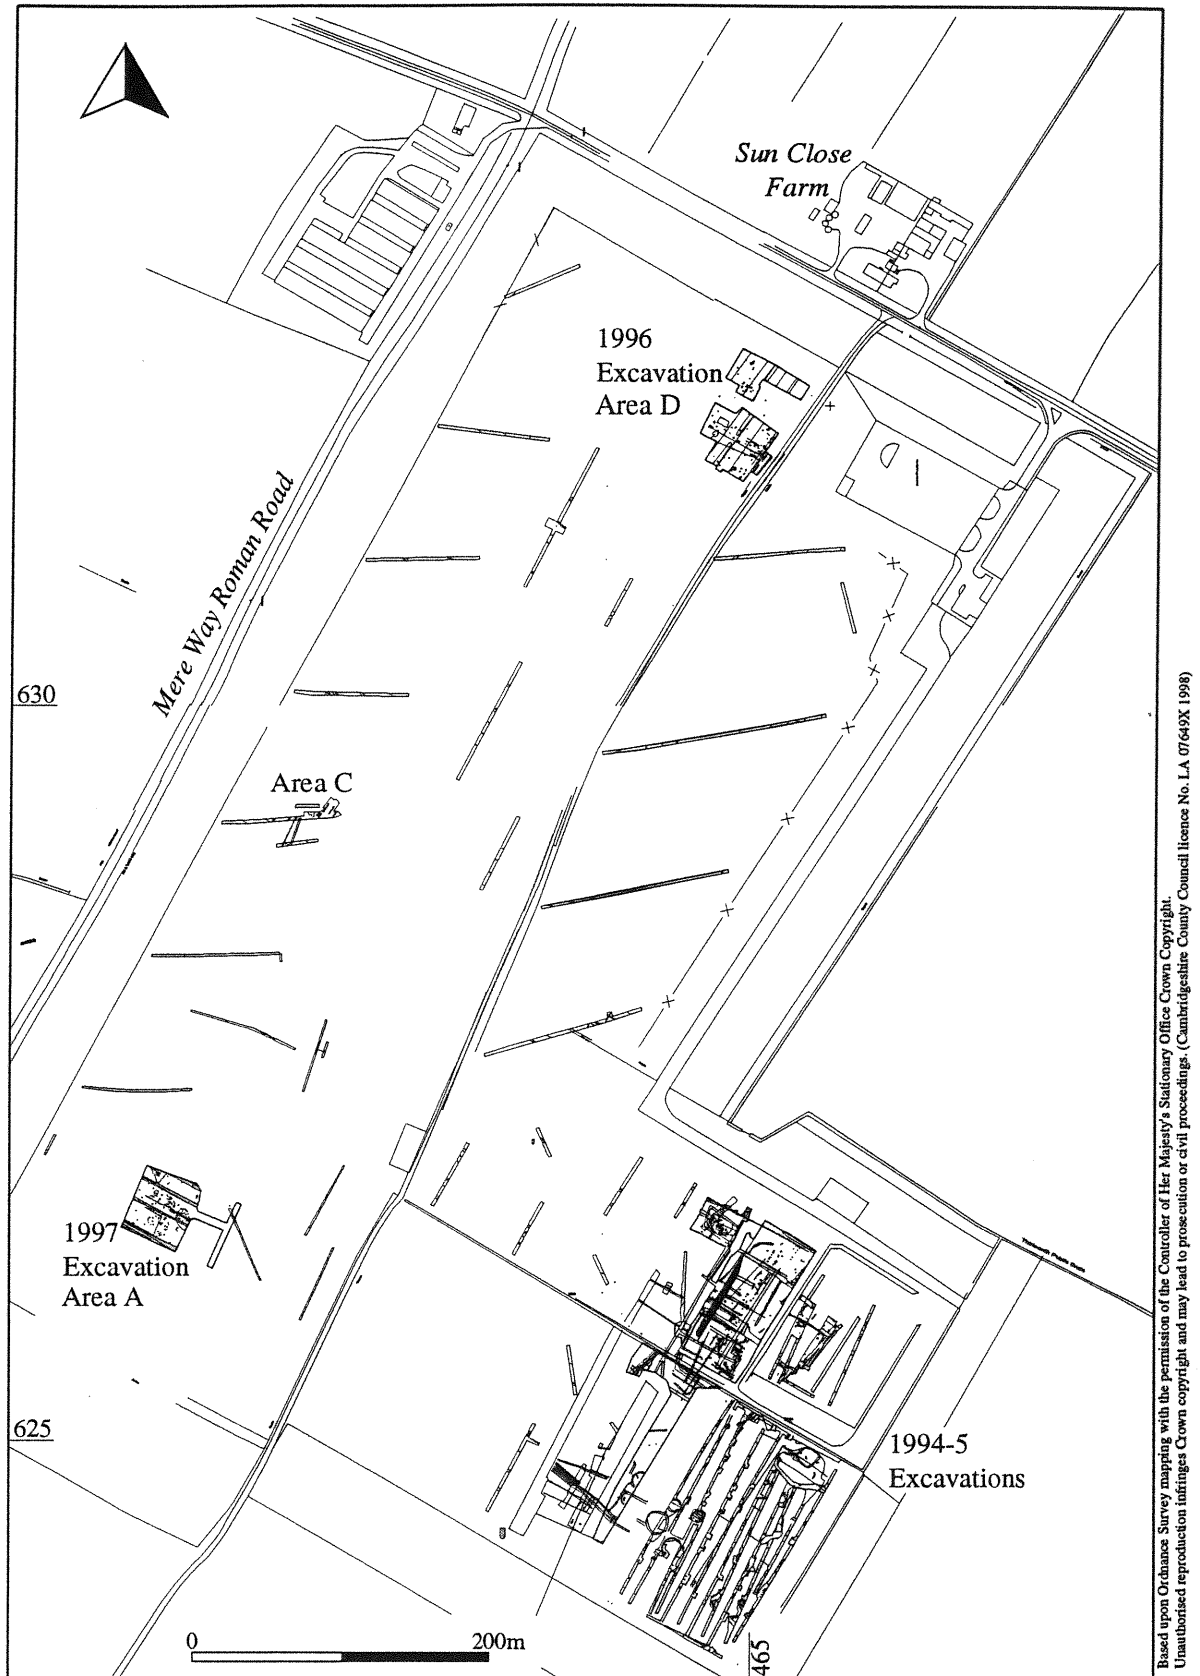 Sun Close
Farm
1996
Excavation
Area D
Mere Way Roman Road
630
Area C
1997
Excavation
Area A
625
1994-5
Excavations
0
200m
465
Based upon Ordnance Survey mapping with the permission of the Controller of Her Majesty's Stationary Office Crown Copyright.
Unauthorised reproduction infringes Crown copyright and may lead to prosecution or civil proceedings. (Cambridgeshire County Council licence No. LA 07649X 1998)